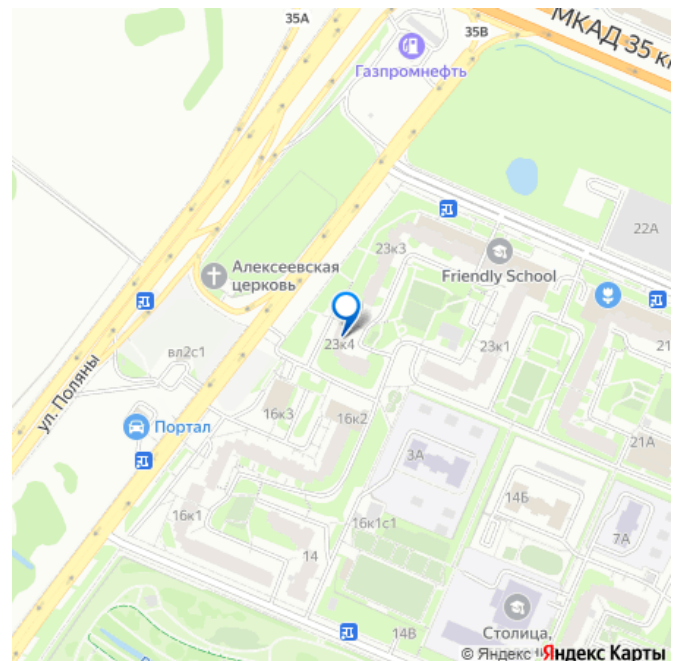 35А
35В
МКАД 35 к
Газпромнефть
22А
23к3
Алексеевская
церковь
Friendly School
23к4
вл2с1
23к1
21
ул. Поляны
16к3
16к2
Портал
21А
3А
14Б
16к1
16к1с1
7А
14
14В
Столица,
© Яндекс
Яндекс Карты